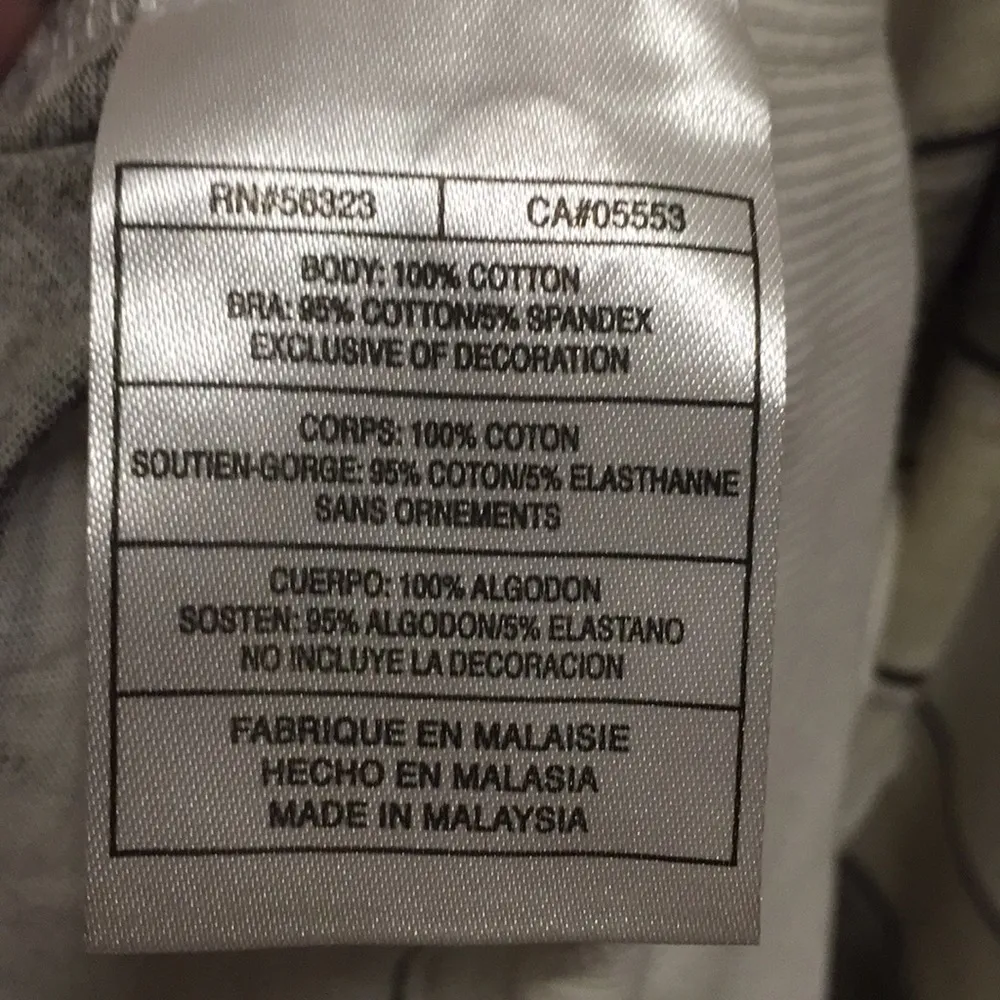 RN#56323 CA#05553
BODY: 100% COTTON
BRA: 95% COTTON/5% SPANDEX
EXCLUSIVE OF DECORATION
CORPS: 100% COTON
SOUTIEN-GORGE: 95% COTON/5% ELASTHANNE
SANS ORNEMENTS
CUERPO: 100% ALGODON
SOSTEN: 95% ALGODON/5% ELASTANO
NO INCLUYE LA DECORACION
FABRIQUE EN MALAISIE
HECHO EN MALASIA
MADE IN MALAYSIA